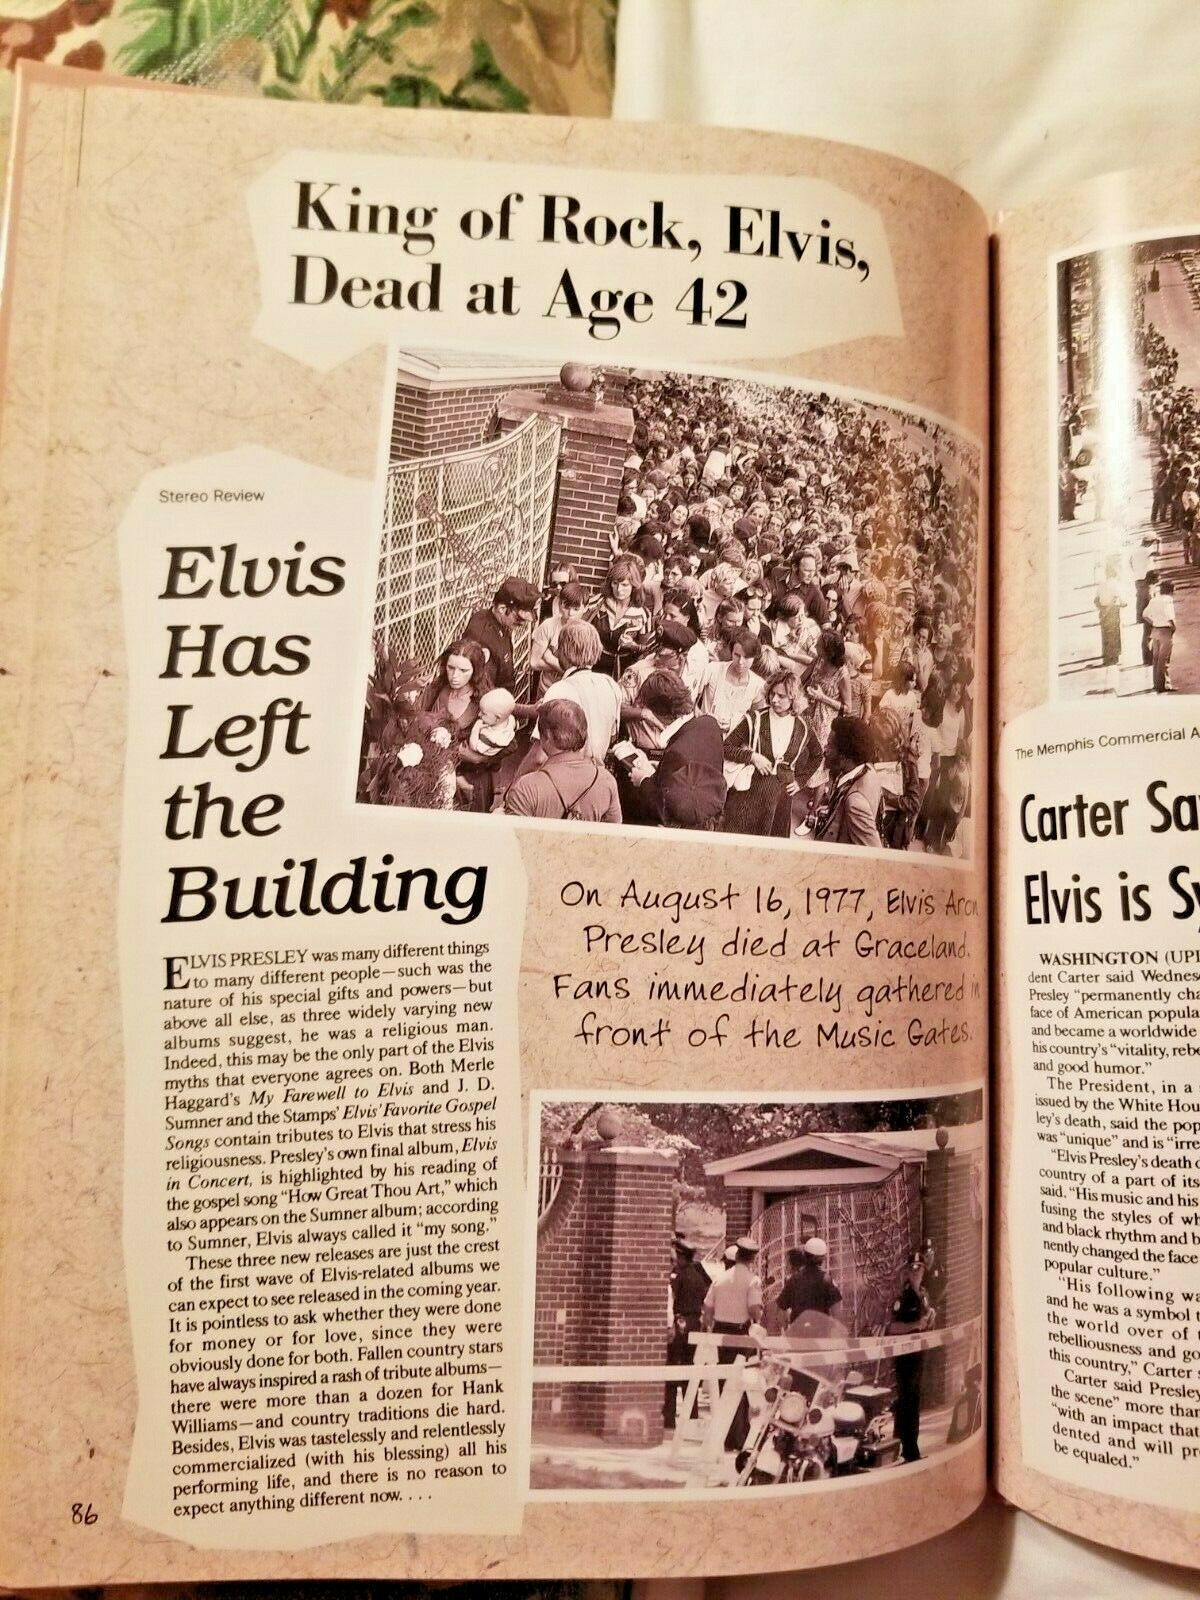 King of Rock, Elvis,
Dead at Age 42
Stereo Review
Elvis
Has
Left
the
Building
ELVIS PRESLEY was many different things
to many different people—such was the
nature of his special gifts and powers—but
above all else, as three widely varying new
albums suggest, he was a religious man.
Indeed, this may be the only part of the Elvis
myths that everyone agrees on. Both Merle
Haggard's My Farewell to Elvis and J. D.
Sumner and the Stamps' Elvis' Favorite Gospel
Songs contain tributes to Elvis that stress his
religiousness. Presley's own final album, Elvis
in Concert, is highlighted by his reading of
the gospel song "How Great Thou Art," which
also appears on the Sumner album; according
to Sumner, Elvis always called it "my song."
These three new releases are just the crest
of the first wave of Elvis-related albums we
can expect to see released in the coming year.
It is pointless to ask whether they were done
for money or for love, since they were
obviously done for both. Fallen country stars
have always inspired a rash of tribute albums—
there were more than a dozen for Hank
Williams—and country traditions die hard.
Besides, Elvis was tastelessly and relentlessly
commercialized (with his blessing) all his
performing life, and there is no reason to
expect anything different now. . . .
On August 16, 1977, Elvis Aron
Presley died at Graceland.
Fans immediately gathered in
front of the Music Gates.
86
The Memphis Commercial A
Carter Sa
Elvis is Sy
WASHINGTON (UPI
dent Carter said Wednes
Presley "permanently cha
face of American popula
and became a worldwide
his country's "vitality, rebe
and good humor."
The President, in a
issued by the White Hou
ley's death, said the pop
was "unique" and is "irre
"Elvis Presley's death
country of a part of its
said. "His music and his
fusing the styles of wh
and black rhythm and b
nently changed the face
popular culture."
"His following wa
and he was a symbol t
the world over of
rebelliousness and go
this country," Carter s
Carter said Presley
the scene" more than
"with an impact that
dented and will pr
be equaled."